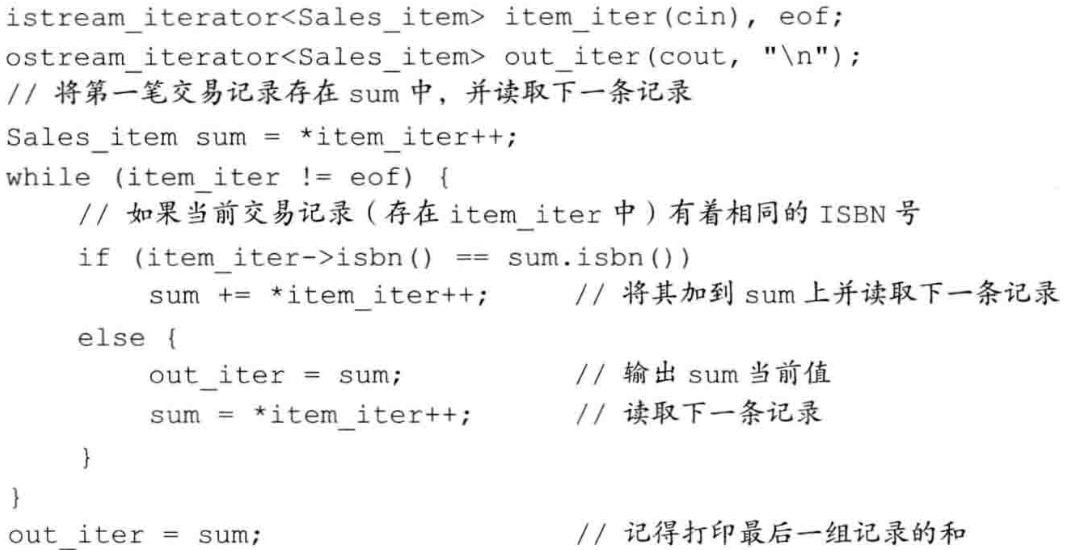 istream_iterator<Sales_item> item_iter(cin), eof;
ostream_iterator<Sales_item> out_iter(cout, "\n");
// 将第一笔交易记录存在 sum 中，并读取下一条记录
Sales_item sum = *item_iter++;
while (item_iter != eof) {
    // 如果当前交易记录（存在 item_iter 中）有着相同的 ISBN 号
    if (item_iter->isbn() == sum.isbn())
        sum += *item_iter++;     // 将其加到 sum 上并读取下一条记录
    else {
        out_iter = sum;          // 输出 sum 当前值
        sum = *item_iter++;      // 读取下一条记录
    }
}
out_iter = sum;                  // 记得打印最后一组记录的和